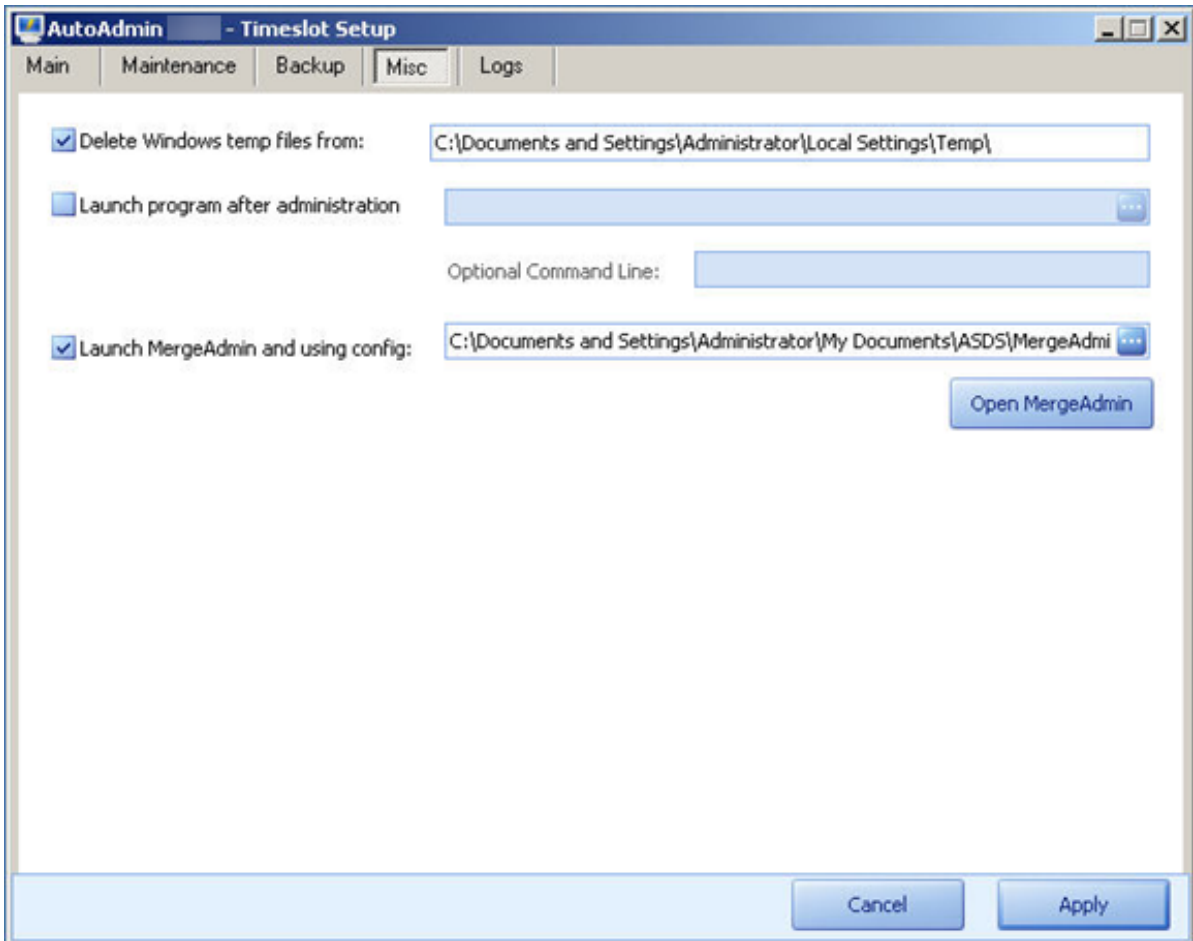 AutoAdmin - Timeslot Setup
Main Maintenance Backup Misc Logs
Delete Windows temp files from: C:\Documents and Settings\Administrator\Local Settings\Temp\
Launch program after administration ...
Optional Command Line:
Launch MergeAdmin and using config: C:\Documents and Settings\Administrator\My Documents\ASDS\MergeAdmi ...
Open MergeAdmin
Cancel Apply